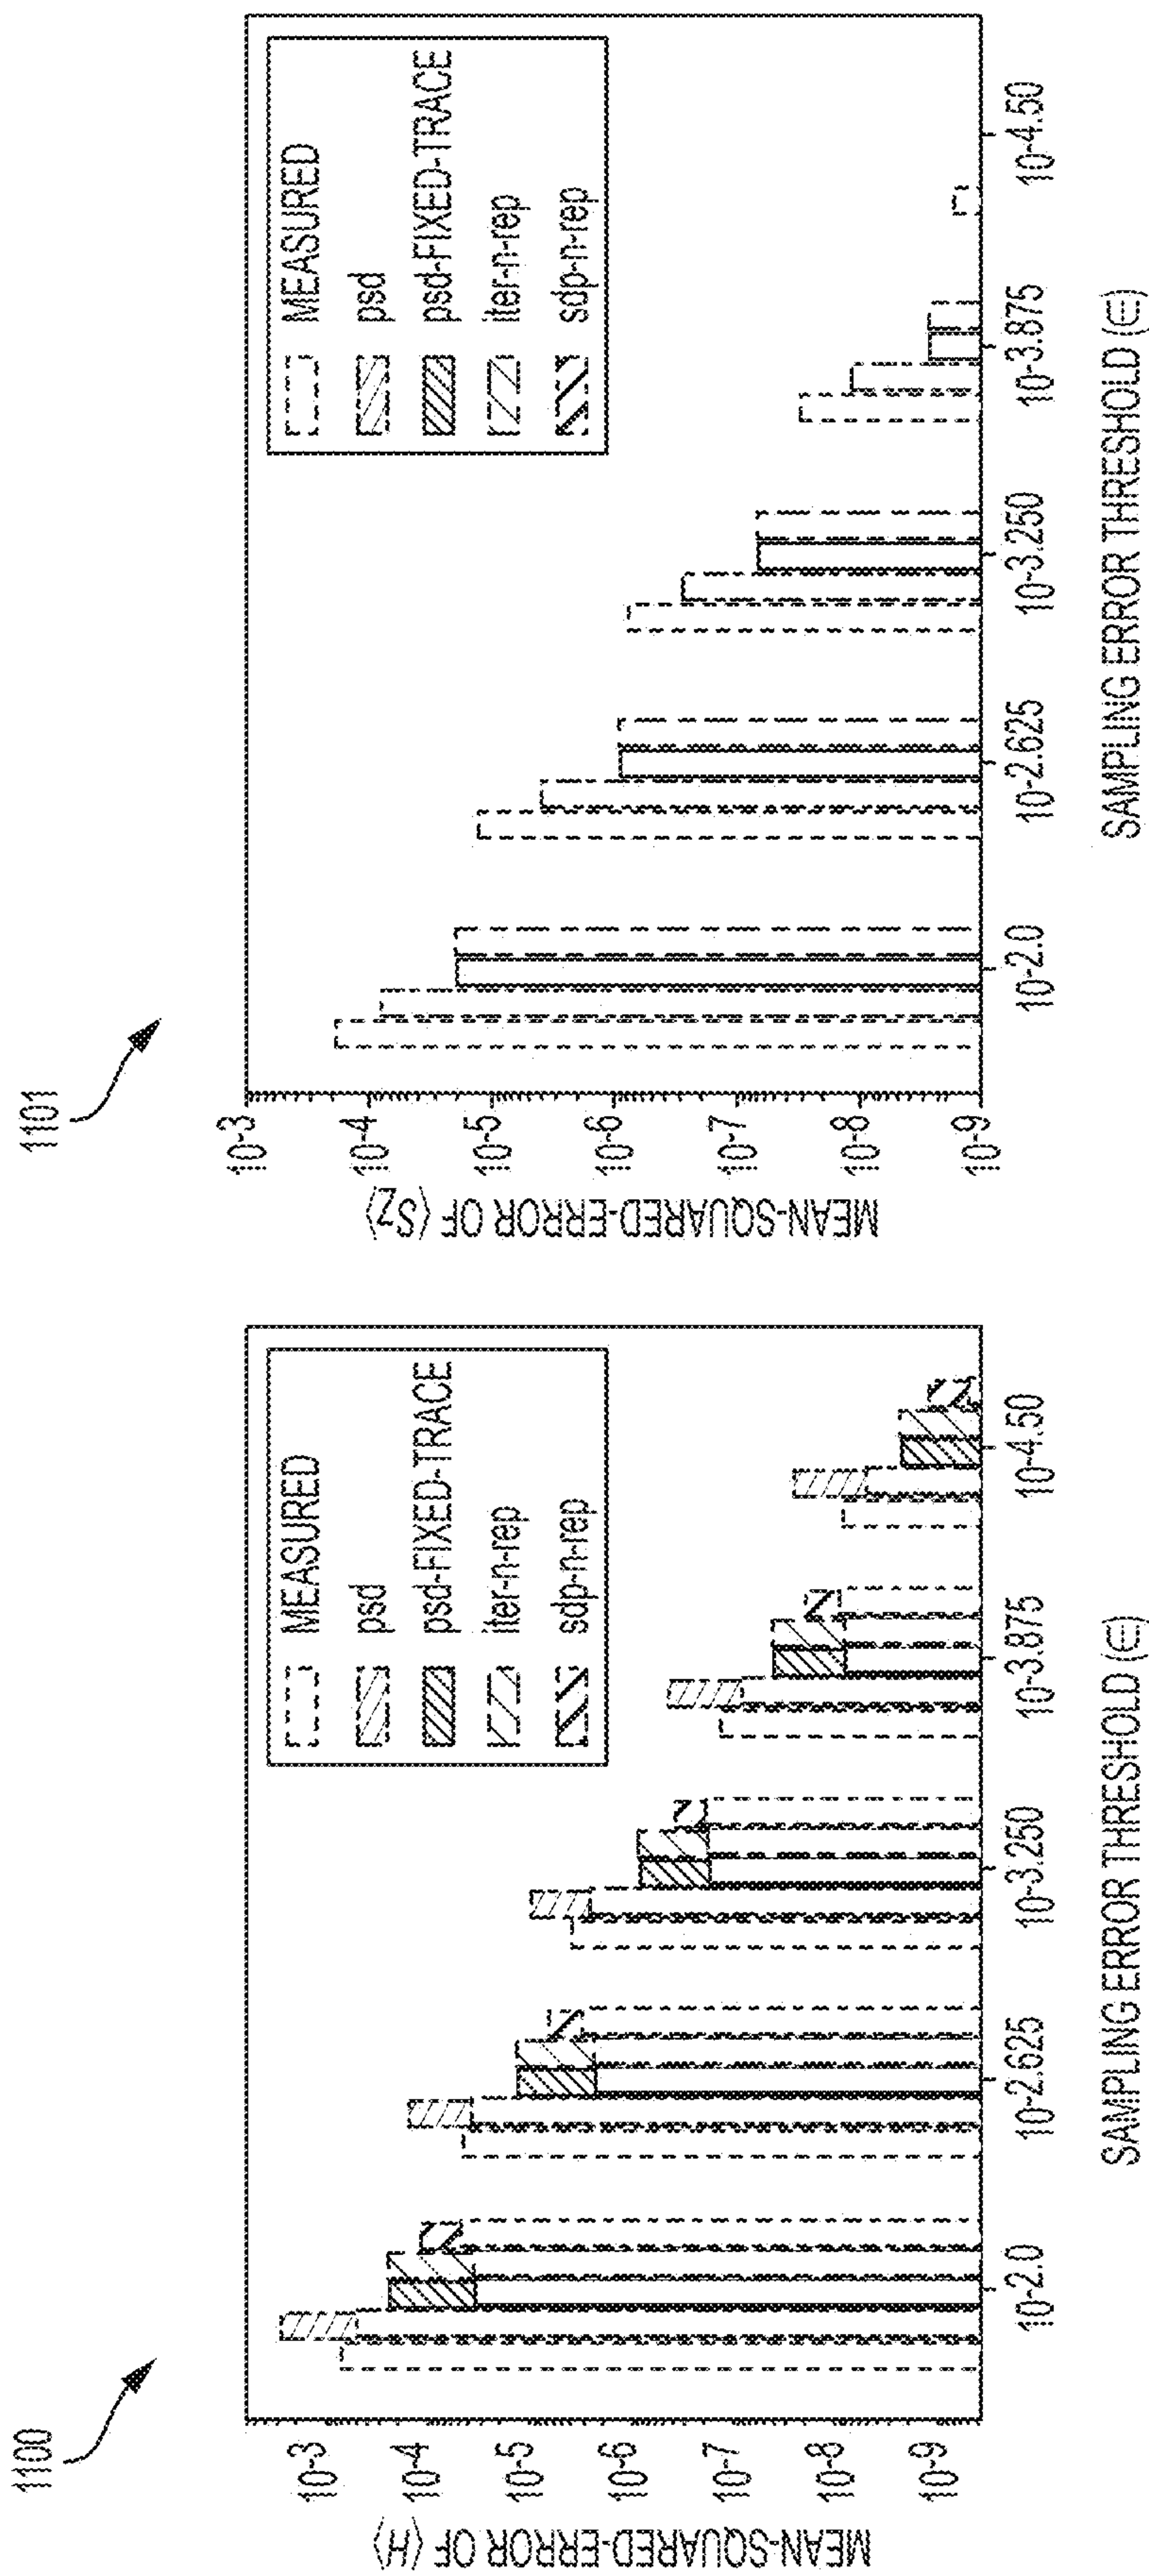 1100
MEAN-SQUARED-ERROR OF ⟨H⟩
10-3
10-4
10-5
10-6
10-7
10-8
10-9
MEASURED
psd
psd-FIXED-TRACE
iter-n-rep
sdp-n-rep
10-2.0
10-2.625
10-3.250
10-3.875
10-4.50
SAMPLING ERROR THRESHOLD (∈)
1101
MEAN-SQUARED-ERROR OF ⟨SZ⟩
10-3
10-4
10-5
10-6
10-7
10-8
10-9
MEASURED
psd
psd-FIXED-TRACE
iter-n-rep
sdp-n-rep
10-2.0
10-2.625
10-3.250
10-3.875
10-4.50
SAMPLING ERROR THRESHOLD (∈)